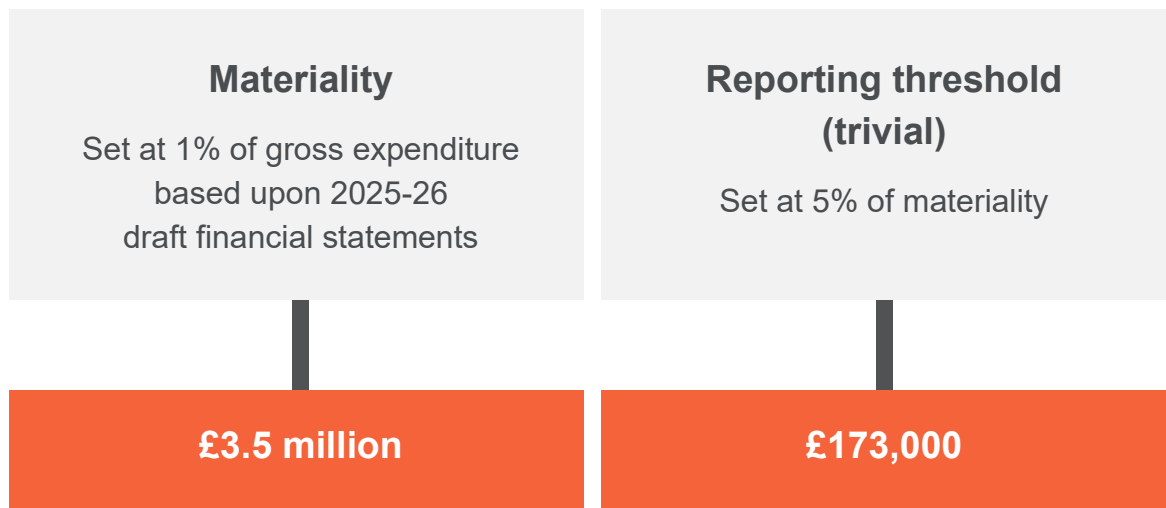 Materiality
Set at 1% of gross expenditure
based upon 2025-26
draft financial statements
£3.5 million
Reporting threshold
(trivial)
Set at 5% of materiality
£173,000